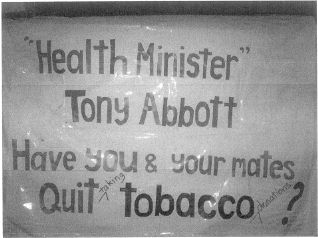 "Health Minister"
Tony Abbott
Have you & your mates
Quit taking tobacco donations?